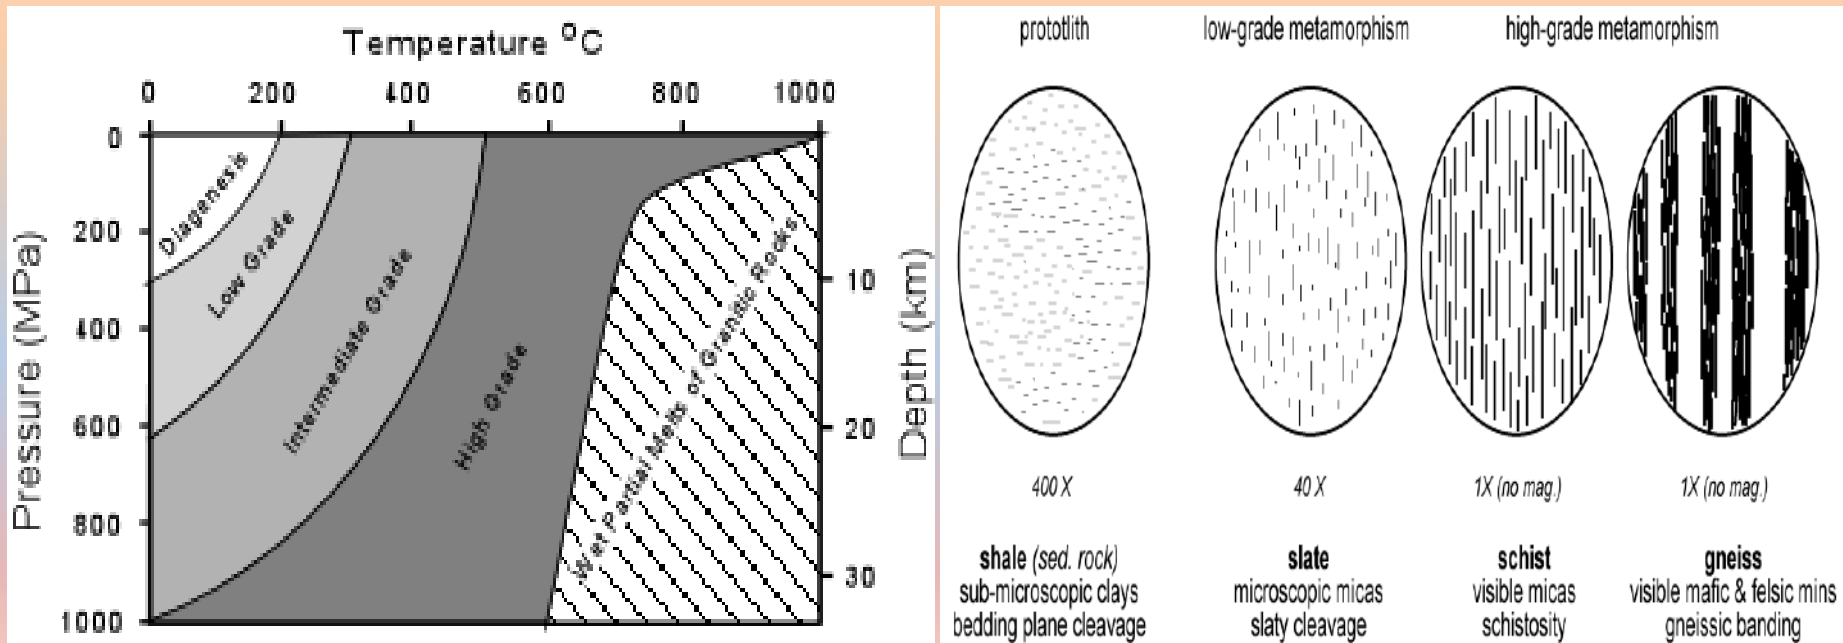 Temperature ºC
0 200 400 600 800 1000
0
200
400
600
800
1000
Pressure (MPa)
Diagenesis
Low Grade
Intermediate Grade
High Grade
Wet Partial Melts of Granitic Rocks
10
20
30
Depth (km)
prototlith low-grade metamorphism high-grade metamorphism
400 X 40 X 1X (no mag.) 1X (no mag.)
shale (sed. rock) slate schist gneiss
sub-microscopic clays microscopic micas visible micas visible mafic & felsic mins
bedding plane cleavage slaty cleavage schistosity gneissic banding